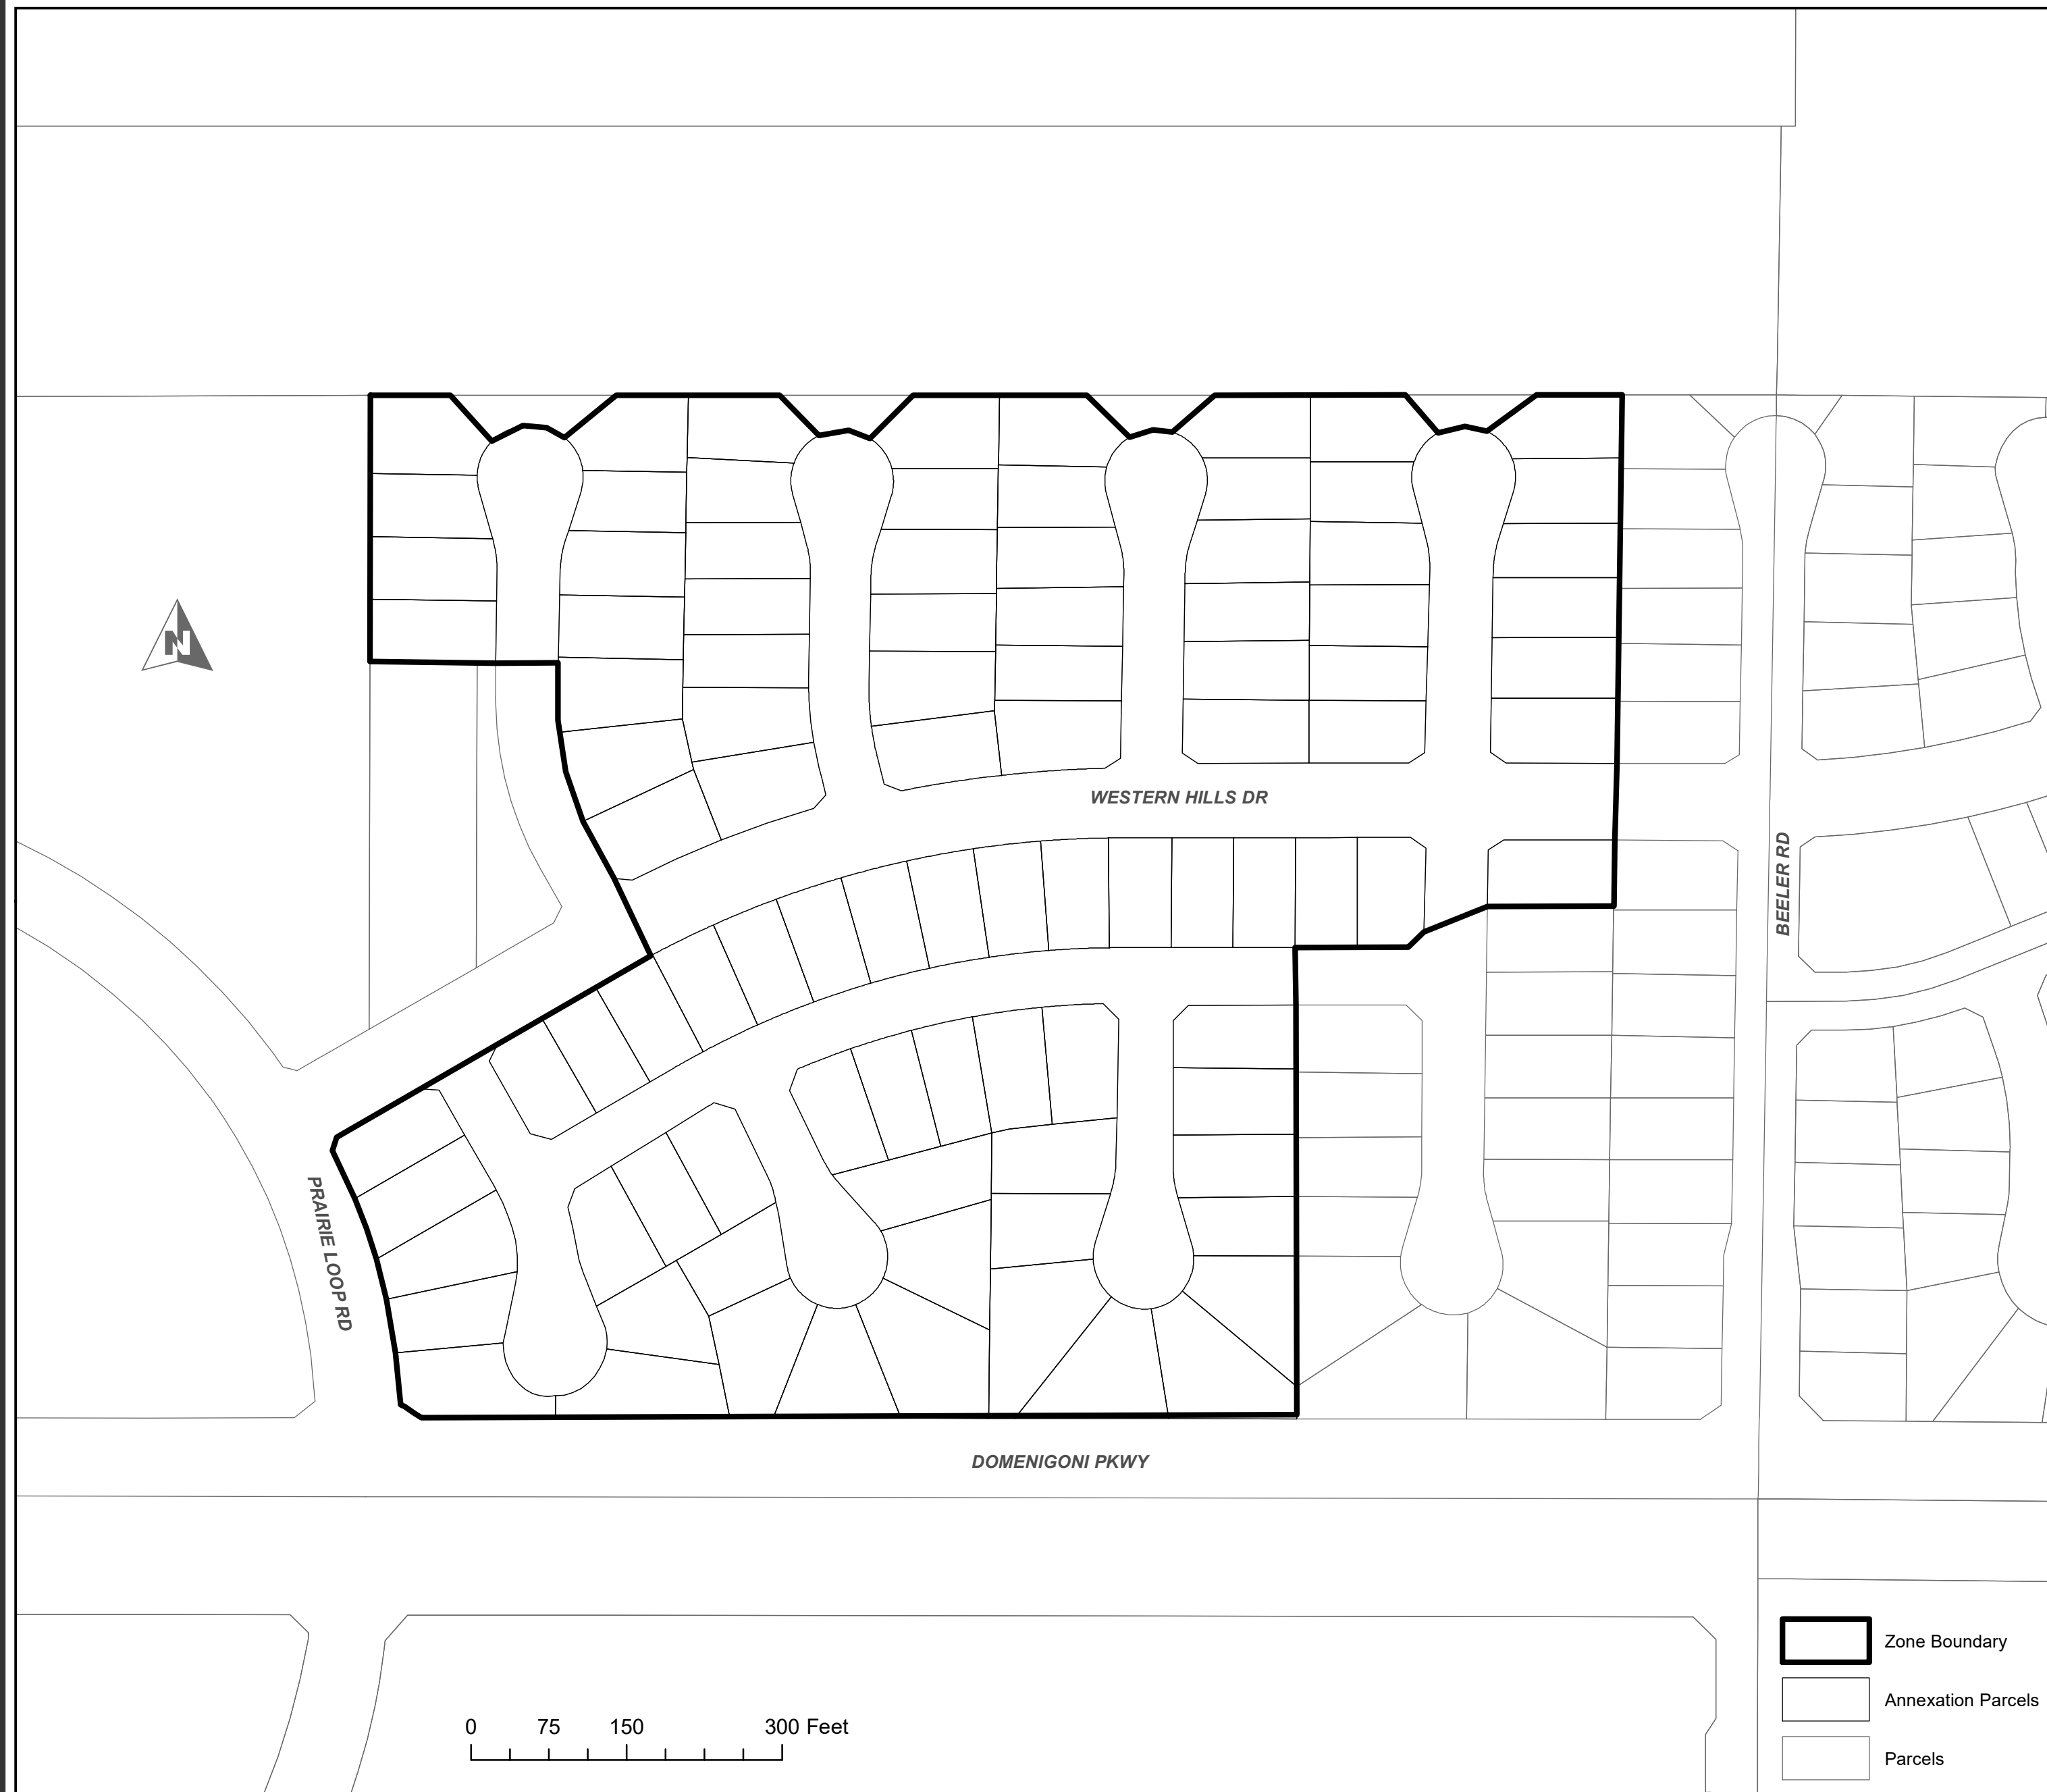 N
WESTERN HILLS DR
BEELER RD
PRAIRIE LOOP RD
DOMENIGONI PKWY
Zone Boundary
Annexation Parcels
Parcels
0 75 150 300 Feet